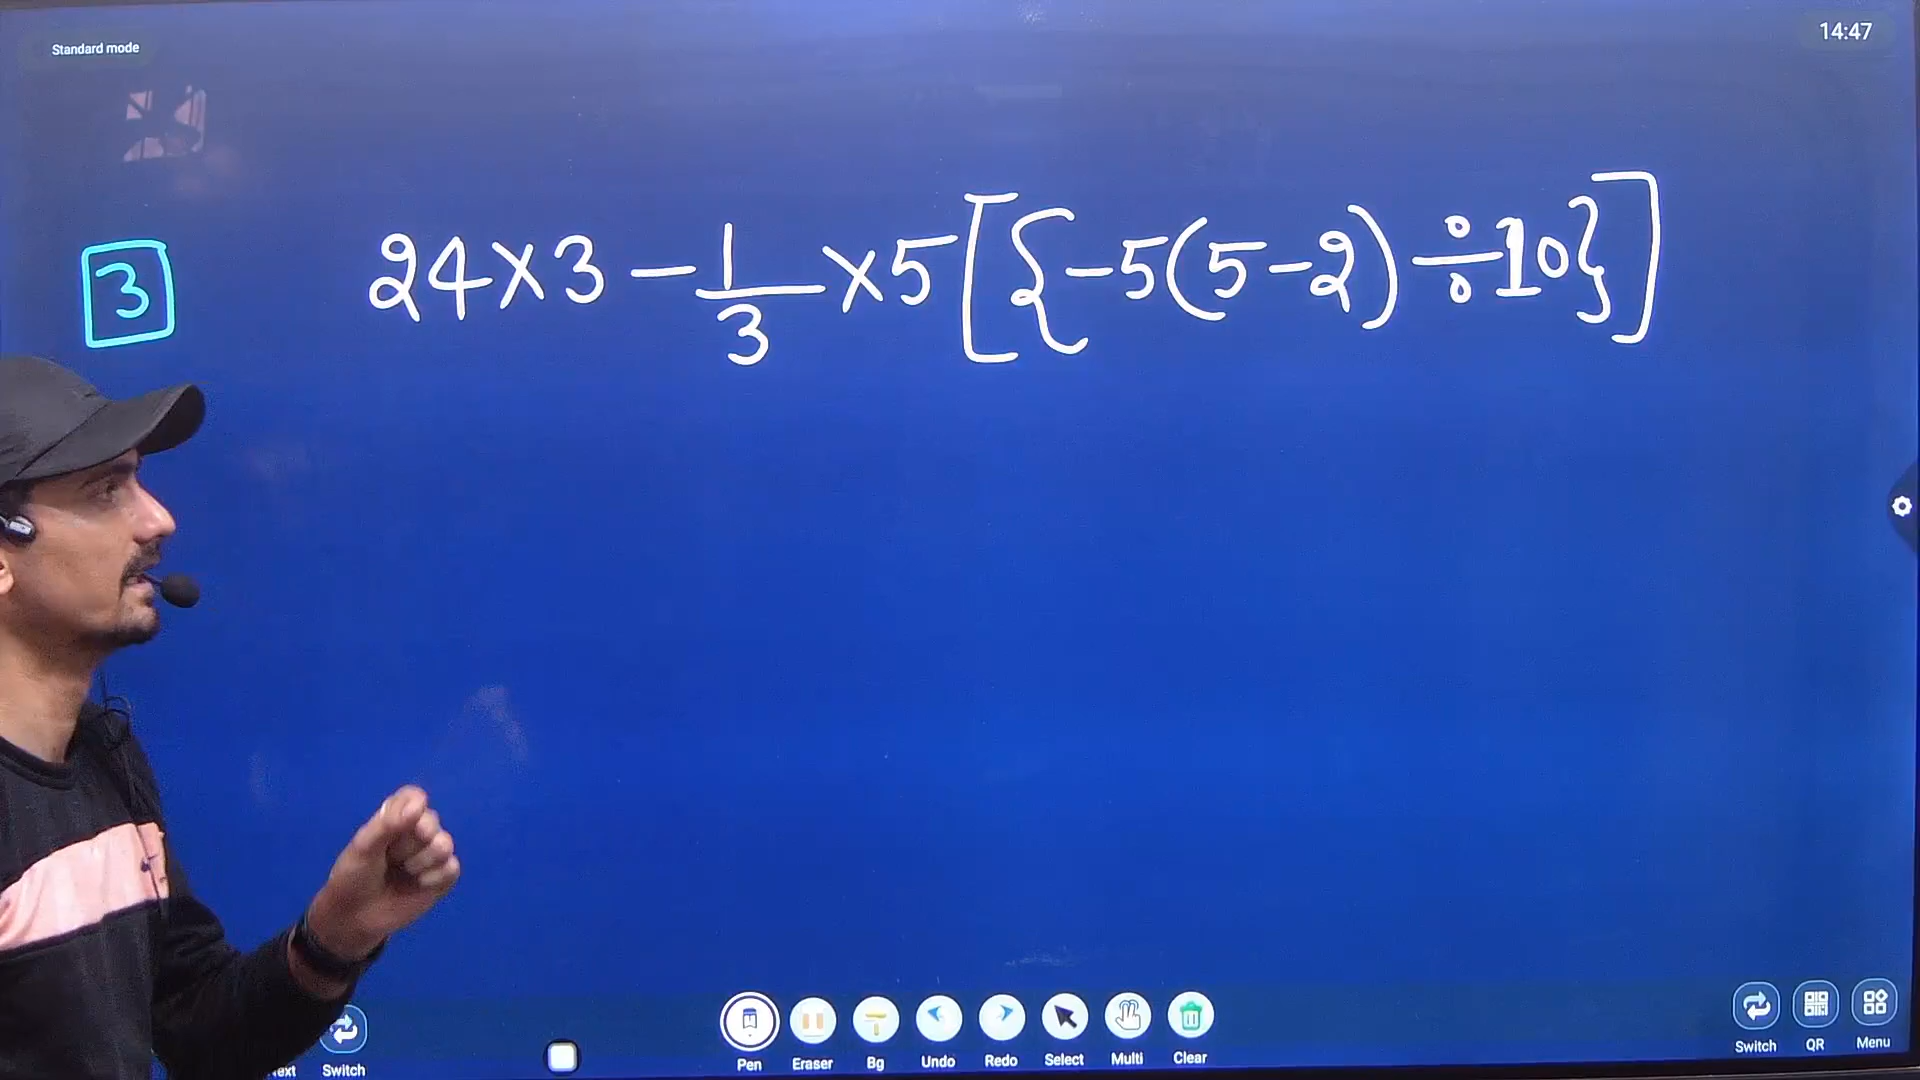 Standard mode
14:47
3
24×3-1/3×5[{-5(5-2)÷10}]
Pen Eraser Bg Undo Redo Select Multi Clear
Switch
Switch QR Menu